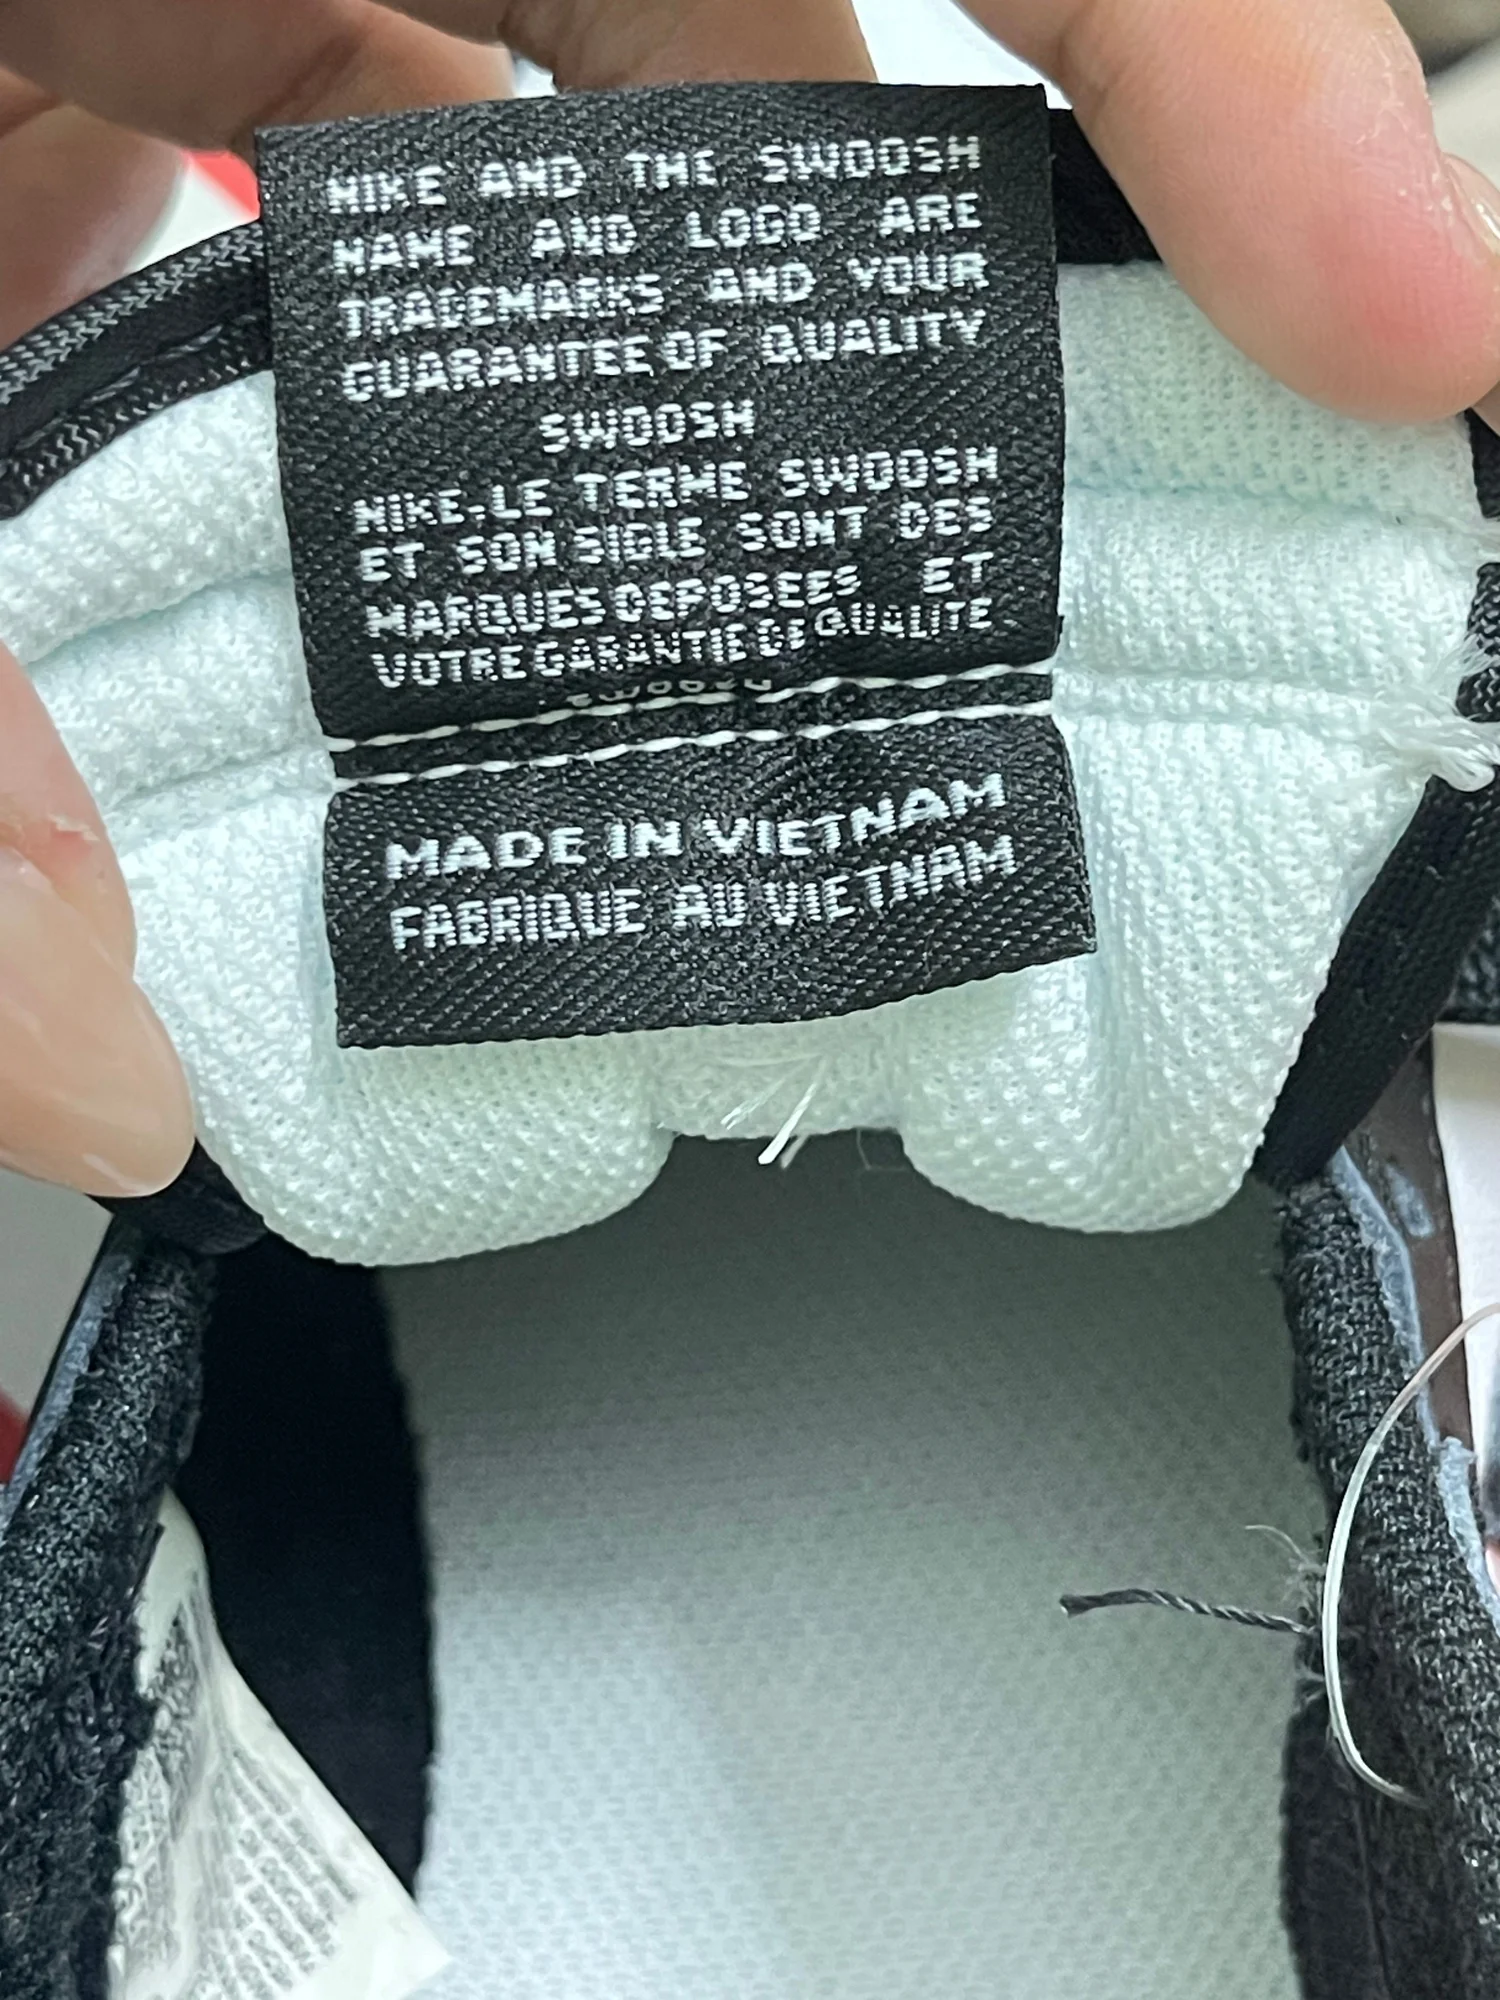 NIKE AND THE SWOOSH
NAME AND LOGO ARE
TRADEMARKS AND YOUR
GUARANTEE OF QUALITY
SWOOSH
NIKE-LE TERME SWOOSH
ET SON SIGLE SONT DES
MARQUES DEPOSEES ET
VOTRE GARANTIE DE QUALITE
MADE IN VIETNAM
FABRIQUE AU VIETNAM